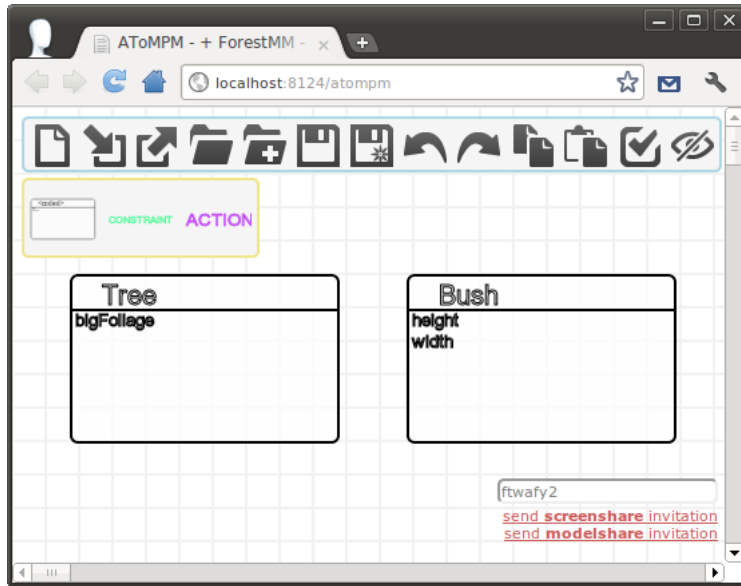 AToMPM - + ForestMM -
localhost:8124/atompm
CONSTRAINT
ACTION
Tree
bigFoliage
Bush
height
width
ftwafy2
send screenshare invitation
send modelshare invitation